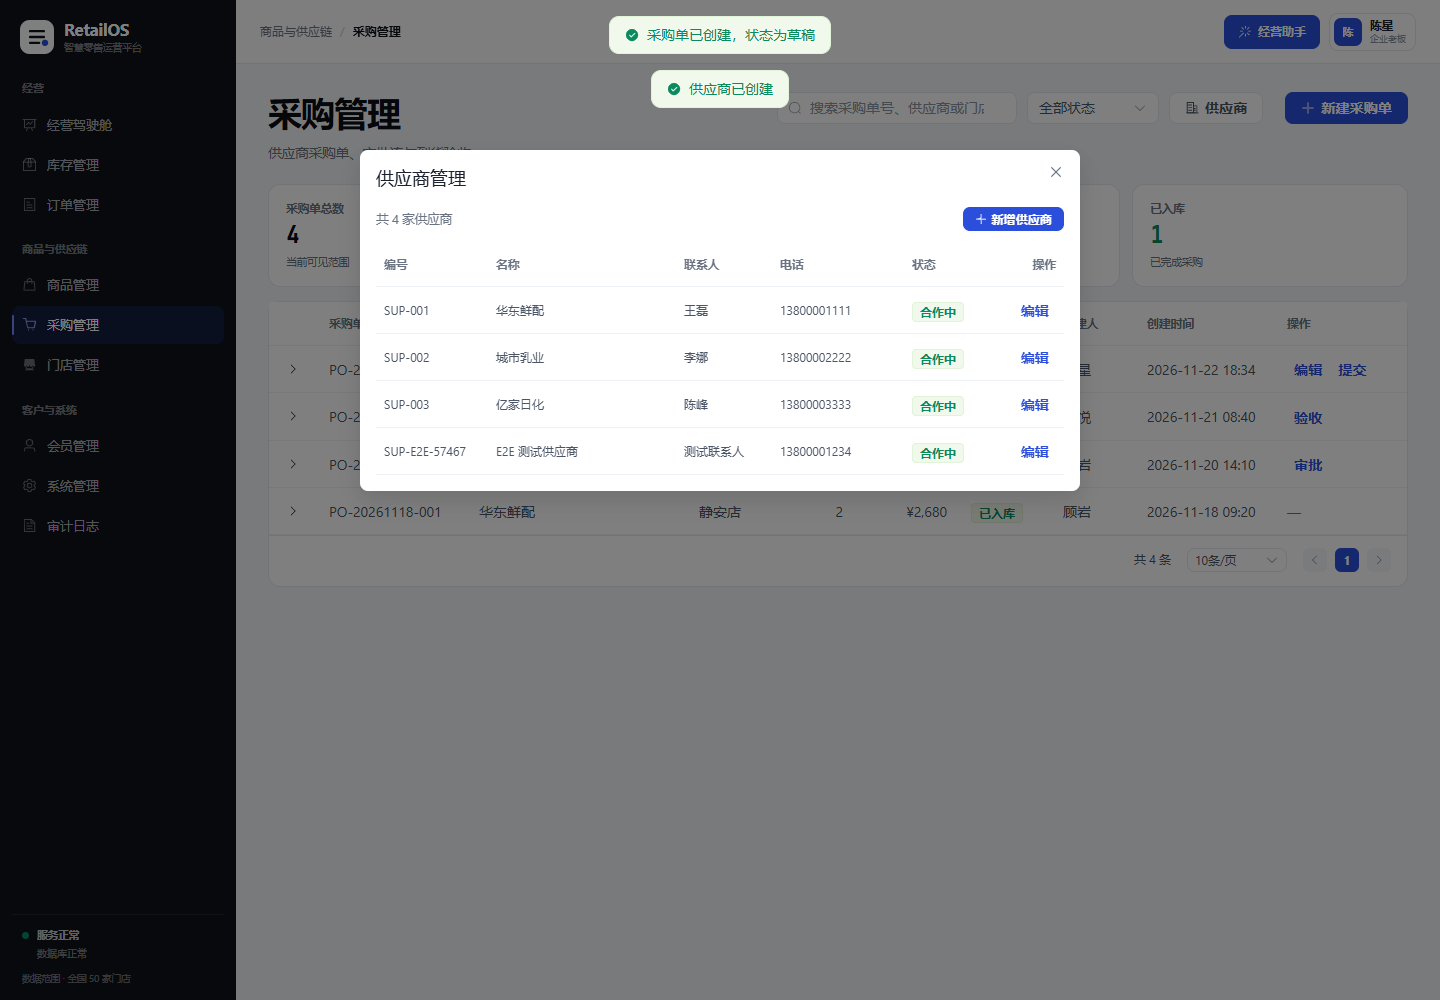 RetailOS
智慧零售运营平台
经营
经营驾驶舱
库存管理
订单管理
商品与供应链
商品管理
采购管理
门店管理
客户与系统
会员管理
系统管理
审计日志
服务正常
数据库正常
数据范围 · 全国 50 家门店
商品与供应链 / 采购管理
采购单已创建，状态为草稿
供应商已创建
经营助手
陈
陈星
企业老板
采购管理
搜索采购单号、供应商或门店
全部状态
供应商
新建采购单
供应商采购单、
采购单总数
4
当前可见范围
已入库
1
已完成采购
供应商管理
共 4 家供应商
新增供应商
编号 名称 联系人 电话 状态 操作
SUP-001 华东鲜配 王磊 13800001111 合作中 编辑
SUP-002 城市乳业 李娜 13800002222 合作中 编辑
SUP-003 亿家日化 陈峰 13800003333 合作中 编辑
SUP-E2E-57467 E2E 测试供应商 测试联系人 13800001234 合作中 编辑
采购单 建人 创建时间 操作
PO-2 星 2026-11-22 18:34 编辑 提交
PO-2 悦 2026-11-21 08:40 验收
PO-2 岩 2026-11-20 14:10 审批
PO-20261118-001 华东鲜配 静安店 2 ¥2,680 已入库 顾岩 2026-11-18 09:20 —
共 4 条 10条/页 1